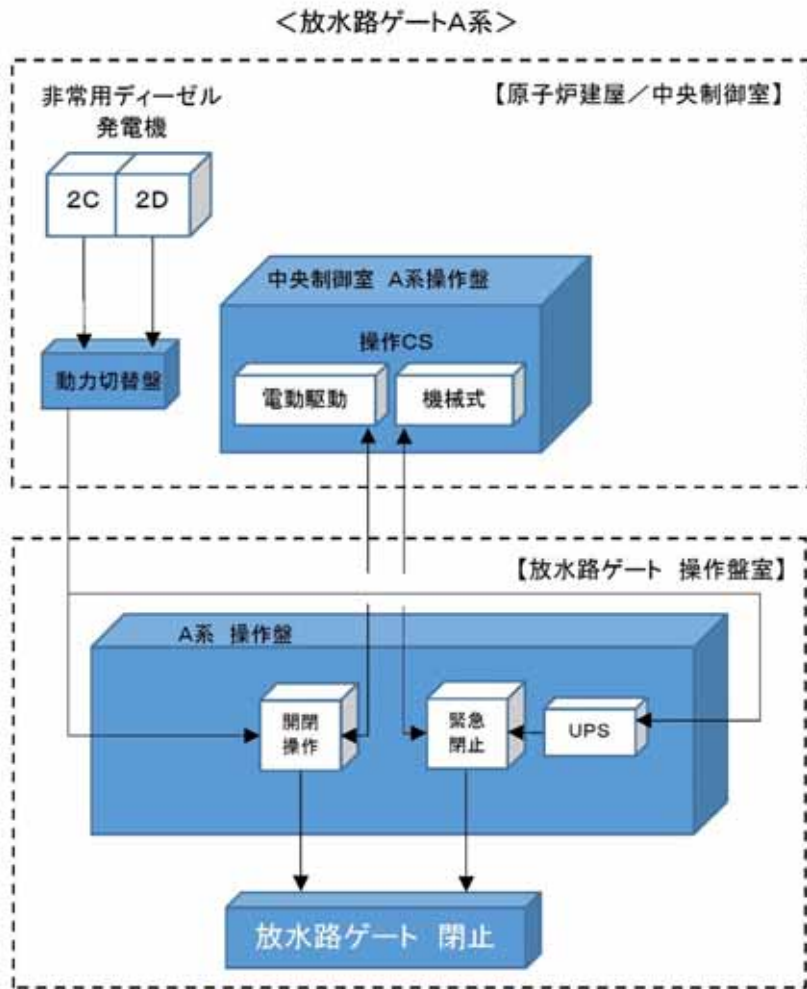 ＜放水路ゲートA系＞
【原子炉建屋／中央制御室】
非常用ディーゼル
発電機
2C
2D
中央制御室 A系操作盤
操作CS
動力切替盤
電動駆動
機械式
【放水路ゲート 操作盤室】
A系 操作盤
開閉
操作
緊急
閉止
UPS
放水路ゲート 閉止